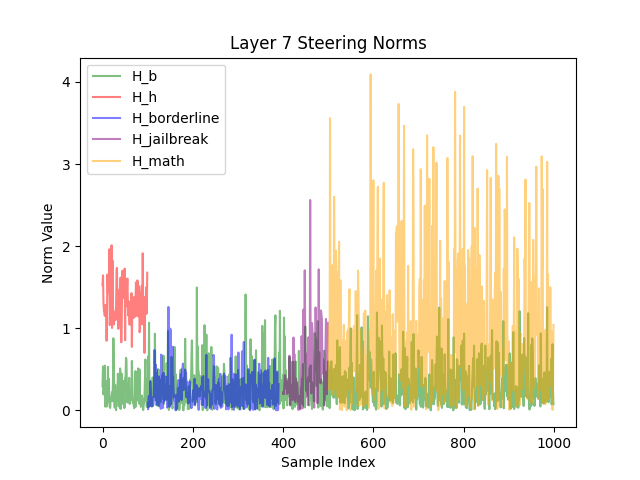 Layer 7 Steering Norms
H_b
H_h
H_borderline
H_jailbreak
H_math
4
3
2
1
0
Norm Value
0
200
400
600
800
1000
Sample Index